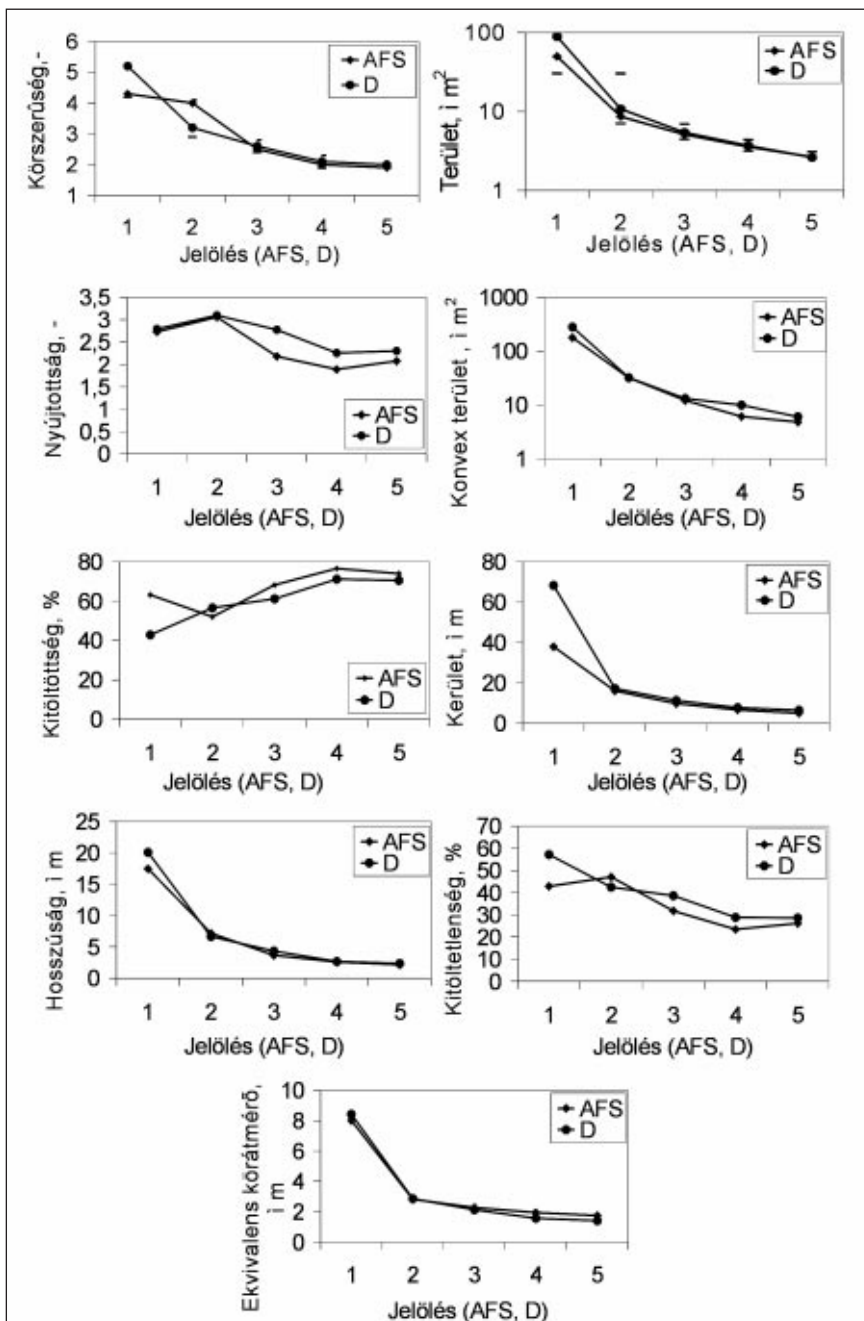 Körszerûség,-
6
5
4
3
2
1
AFS
D
1 2 3 4 5
Jelölés (AFS, D)
Terület, ì m²
100
10
1
AFS
D
1 2 3 4 5
Jelölés (AFS, D)
Nyújtottság, -
3,5
3
2,5
2
1,5
1
0,5
0
AFS
D
1 2 3 4 5
Jelölés (AFS, D)
Konvex terület , ì m²
1000
100
10
1
AFS
D
1 2 3 4 5
Jelölés (AFS, D)
Kitöltöttség, %
80
60
40
20
0
AFS
D
1 2 3 4 5
Jelölés (AFS, D)
Kerület, ì m
80
60
40
20
0
AFS
D
1 2 3 4 5
Jelölés (AFS, D)
Hosszúság, ì m
25
20
15
10
5
0
AFS
D
1 2 3 4 5
Jelölés (AFS, D)
Kitöltetlenség, %
70
60
50
40
30
20
10
0
AFS
D
1 2 3 4 5
Jelölés (AFS, D)
Ekvivalens körátmérõ,
ì m
10
8
6
4
2
0
AFS
D
1 2 3 4 5
Jelölés (AFS, D)